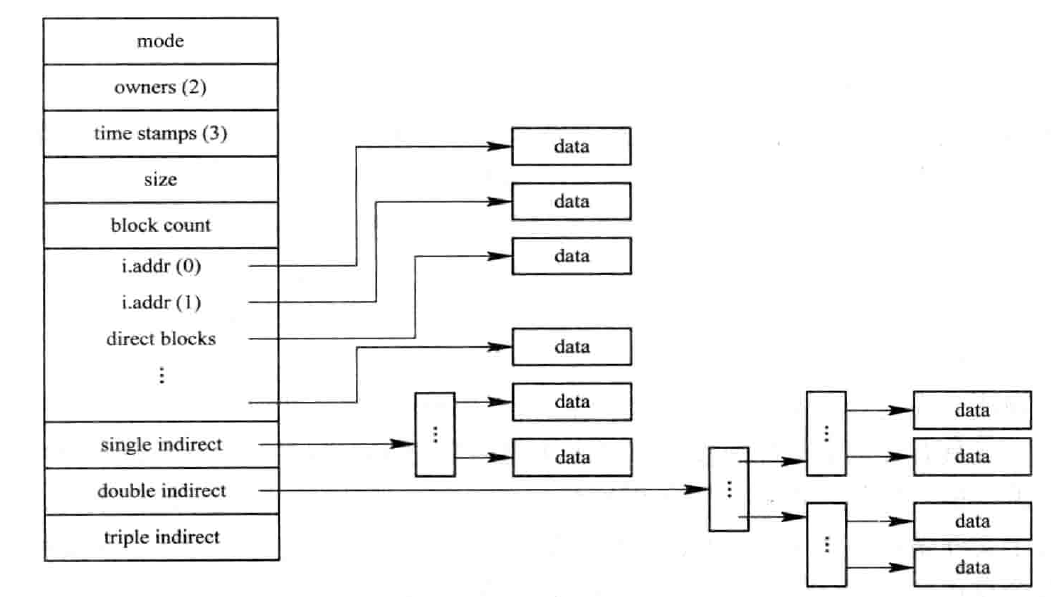 mode
owners (2)
time stamps (3)
size
block count
i.addr (0)
i.addr (1)
direct blocks
⋮
single indirect
double indirect
triple indirect
data
data
data
data
data
data
⋮
⋮
⋮
data
data
⋮
data
data